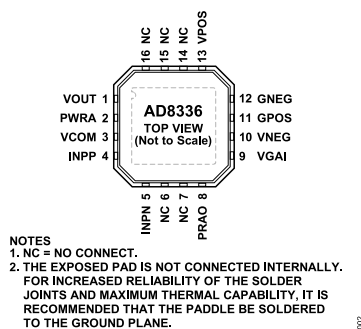 16 NC
15 NC
14 NC
13 VPOS
VOUT 1
PWRA 2
VCOM 3
INPP 4
AD8336
TOP VIEW
(Not to Scale)
12 GNEG
11 GPOS
10 VNEG
9 VGAI
INPN 5
NC 6
NC 7
PRAO 8
NOTES
1. NC = NO CONNECT.
2. THE EXPOSED PAD IS NOT CONNECTED INTERNALLY.
FOR INCREASED RELIABILITY OF THE SOLDER
JOINTS AND MAXIMUM THERMAL CAPABILITY, IT IS
RECOMMENDED THAT THE PADDLE BE SOLDERED
TO THE GROUND PLANE.